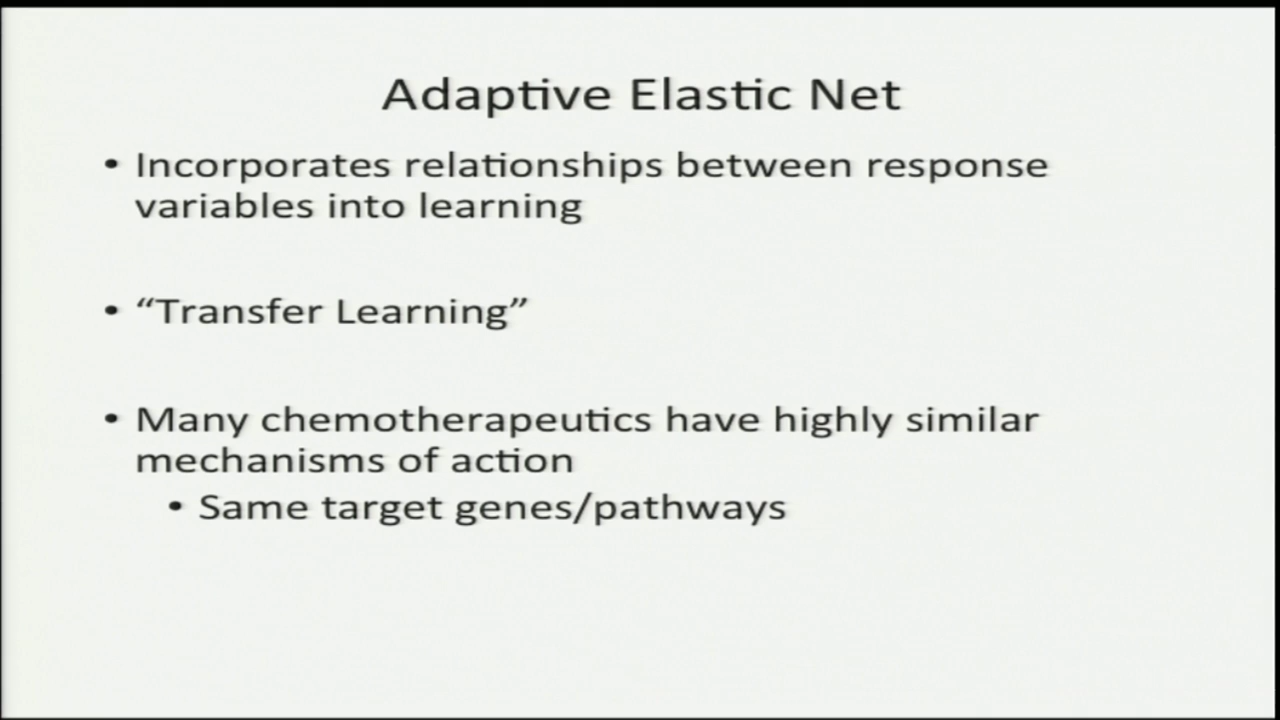 Adaptive Elastic Net
• Incorporates relationships between response
variables into learning
• “Transfer Learning”
• Many chemotherapeutics have highly similar
mechanisms of action
• Same target genes/pathways